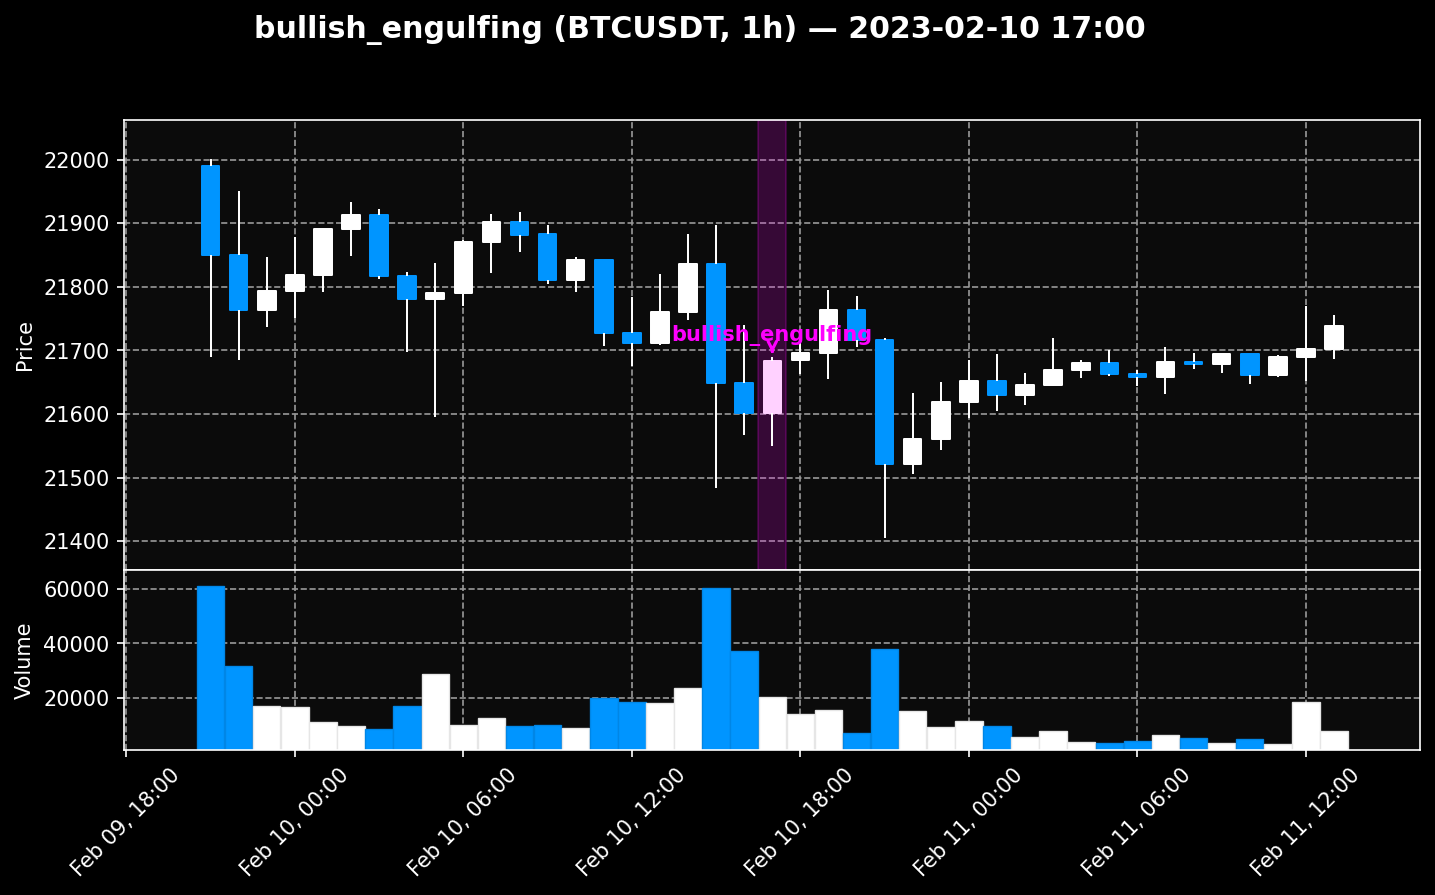 bullish_engulfing (BTCUSDT, 1h) — 2023-02-10 17:00
22000
21900
21800
21700
21600
21500
21400
Price
bullish_engulfing
60000
40000
20000
Volume
Feb 09, 18:00
Feb 10, 00:00
Feb 10, 06:00
Feb 10, 12:00
Feb 10, 18:00
Feb 11, 00:00
Feb 11, 06:00
Feb 11, 12:00